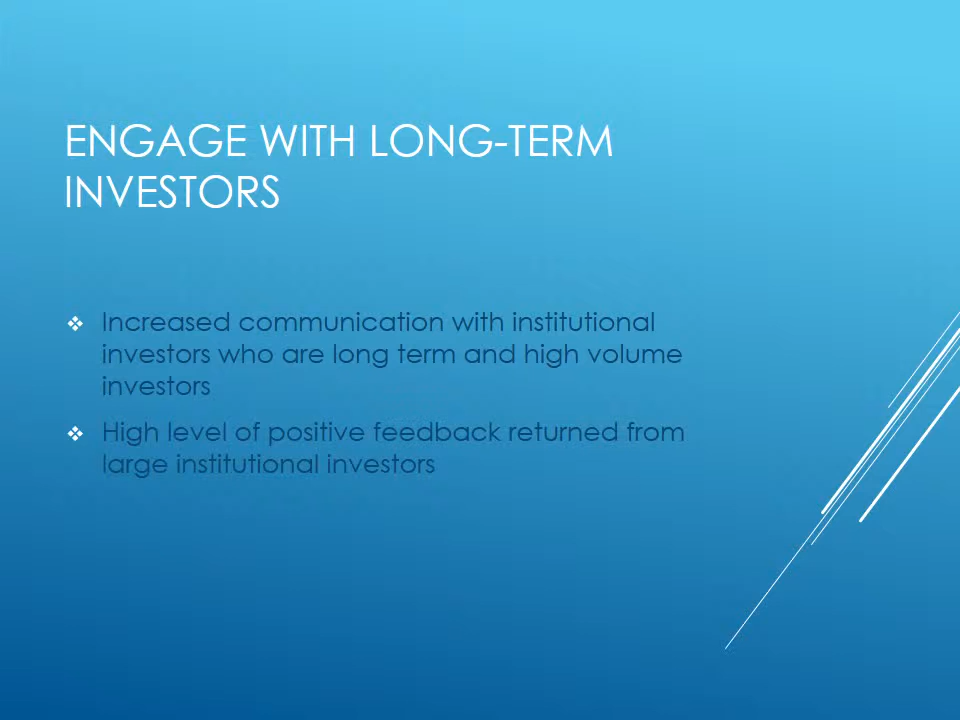 ENGAGE WITH LONG-TERM
INVESTORS
❖ Increased communication with institutional
investors who are long term and high volume
investors
❖ High level of positive feedback returned from
large institutional investors